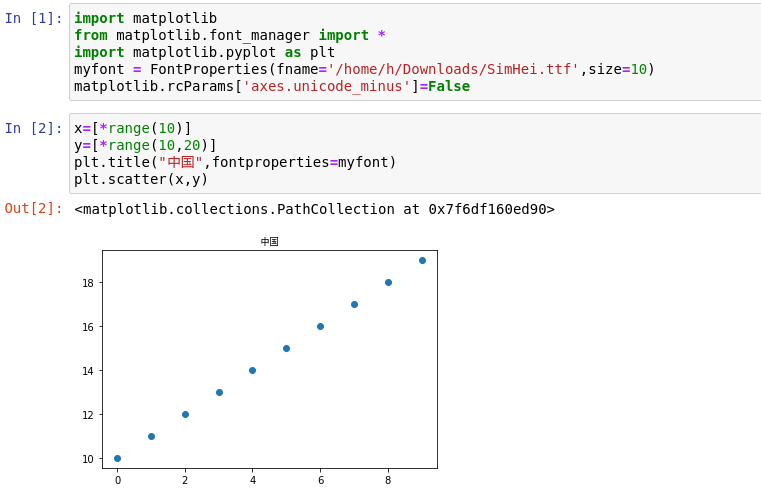 In [1]: import matplotlib
from matplotlib.font_manager import *
import matplotlib.pyplot as plt
myfont = FontProperties(fname='/home/h/Downloads/SimHei.ttf',size=10)
matplotlib.rcParams['axes.unicode_minus']=False
In [2]: x=[*range(10)]
y=[*range(10,20)]
plt.title("中国",fontproperties=myfont)
plt.scatter(x,y)
Out[2]: <matplotlib.collections.PathCollection at 0x7f6df160ed90>
中国
18
16
14
12
10
0 2 4 6 8